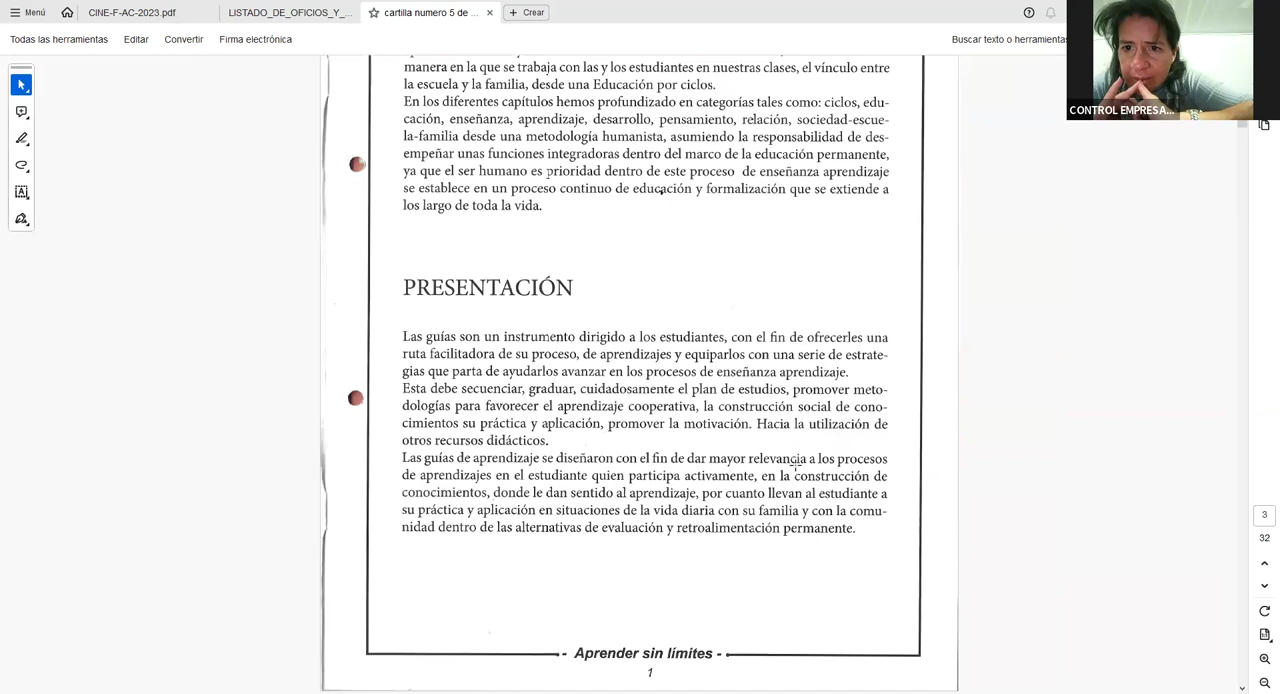 Menú CINE-F-AC-2023.pdf LISTADO_DE_OFICIOS_Y_... cartilla numero 5 de ... × + Crear
Todas las herramientas Editar Convertir Firma electrónica Buscar texto o herramientas
CONTROL EMPRESA...
manera en la que se trabaja con las y los estudiantes en nuestras clases, el vínculo entre
la escuela y la familia, desde una Educación por ciclos.
En los diferentes capítulos hemos profundizado en categorías tales como: ciclos, edu-
cación, enseñanza, aprendizaje, desarrollo, pensamiento, relación, sociedad-escue-
la-familia desde una metodología humanista, asumiendo la responsabilidad de des-
empeñar unas funciones integradoras dentro del marco de la educación permanente,
ya que el ser humano es prioridad dentro de este proceso de enseñanza aprendizaje
se establece en un proceso continuo de educación y formalización que se extiende a
los largo de toda la vida.
PRESENTACIÓN
Las guías son un instrumento dirigido a los estudiantes, con el fin de ofrecerles una
ruta facilitadora de su proceso, de aprendizajes y equiparlos con una serie de estrate-
gias que parta de ayudarlos avanzar en los procesos de enseñanza aprendizaje.
Esta debe secuenciar, graduar, cuidadosamente el plan de estudios, promover meto-
dologías para favorecer el aprendizaje cooperativa, la construcción social de cono-
cimientos su práctica y aplicación, promover la motivación. Hacia la utilización de
otros recursos didácticos.
Las guías de aprendizaje se diseñaron con el fin de dar mayor relevancia a los procesos
de aprendizajes en el estudiante quien participa activamente, en la construcción de
conocimientos, donde le dan sentido al aprendizaje, por cuanto llevan al estudiante a
su práctica y aplicación en situaciones de la vida diaria con su familia y con la comu-
nidad dentro de las alternativas de evaluación y retroalimentación permanente.
- Aprender sin límites -
1
3
32